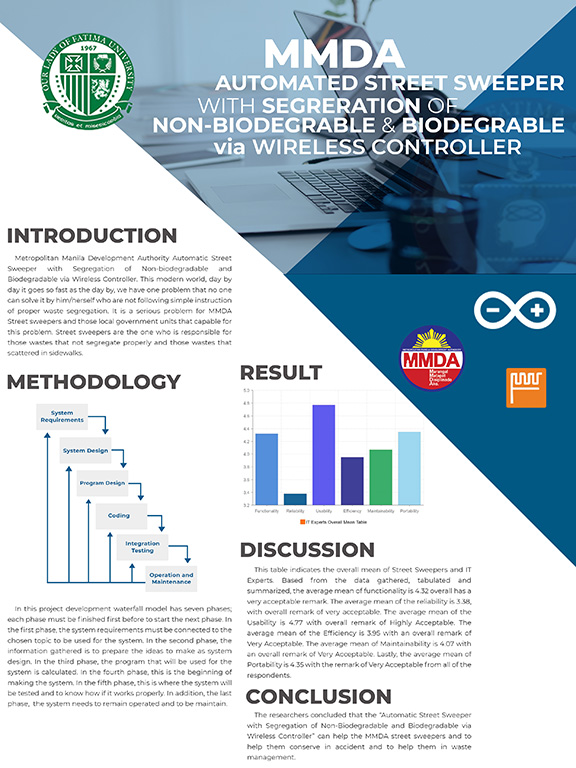 OUR LADY OF FATIMA UNIVERSITY
1967
MMDA
AUTOMATED STREET SWEEPER
WITH SEGRERATION OF
NON-BIODEGRABLE & BIODEGRABLE
via WIRELESS CONTROLLER
INTRODUCTION
Metropolitan Manila Development Authority Automatic Street
Sweeper with Segregation of Non-biodegradable and
Biodegradable via Wireless Controller. This modern world, day by
day it goes so fast as the day by, we have one problem that no one
can solve it by him/herself who are not following simple instruction
of proper waste segregation. It is a serious problem for MMDA
Street sweepers and those local government units that capable for
this problem. Street sweepers are the one who is responsible for
those wastes that not segregate properly and those wastes that
scattered in sidewalks.
MMDA
METHODOLOGY
System
Requirements
System Design
Program Design
Coding
Integration
Testing
Operation and
Maintenance
In this project development waterfall model has seven phases;
each phase must be finished first before to start the next phase. In
the first phase, the system requirements must be connected to the
chosen topic to be used for the system. In the second phase, the
information gathered is to prepare the ideas to make as system
design. In the third phase, the program that will be used for the
system is calculated. In the fourth phase, this is the beginning of
making the system. In the fifth phase, this is where the system will
be tested and to know how if it works properly. In addition, the last
phase, the system needs to remain operated and to be maintain.
RESULT
5.3
4.8
4.6
4.4
4.2
4.0
3.8
3.6
3.4
3.2
Functionality Reliability Usability Efficiency Maintainability Portability
IT Experts Overall Mean Table
DISCUSSION
This table indicates the overall mean of Street Sweepers and IT
Experts. Based from the data gathered, tabulated and
summarized, the average mean of functionality is 4.32 overall has a
very acceptable remark. The average mean of the reliability is 3.38,
with overall remark of very acceptable. The average mean of the
Usability is 4.77 with overall remark of Highly Acceptable. The
average mean of the Efficiency is 3.95 with an overall remark of
Very Acceptable. The average mean of Maintainability is 4.07 with
an overall remark of Very Acceptable. Lastly, the average mean of
Portability is 4.35 with the remark of Very Acceptable from all of the
respondents.
CONCLUSION
The researchers concluded that the "Automatic Street Sweeper
with Segregation of Non-Biodegradable and Biodegradable via
Wireless Controller" can help the MMDA street sweepers and to
help them conserve in accident and to help them in waste
management.